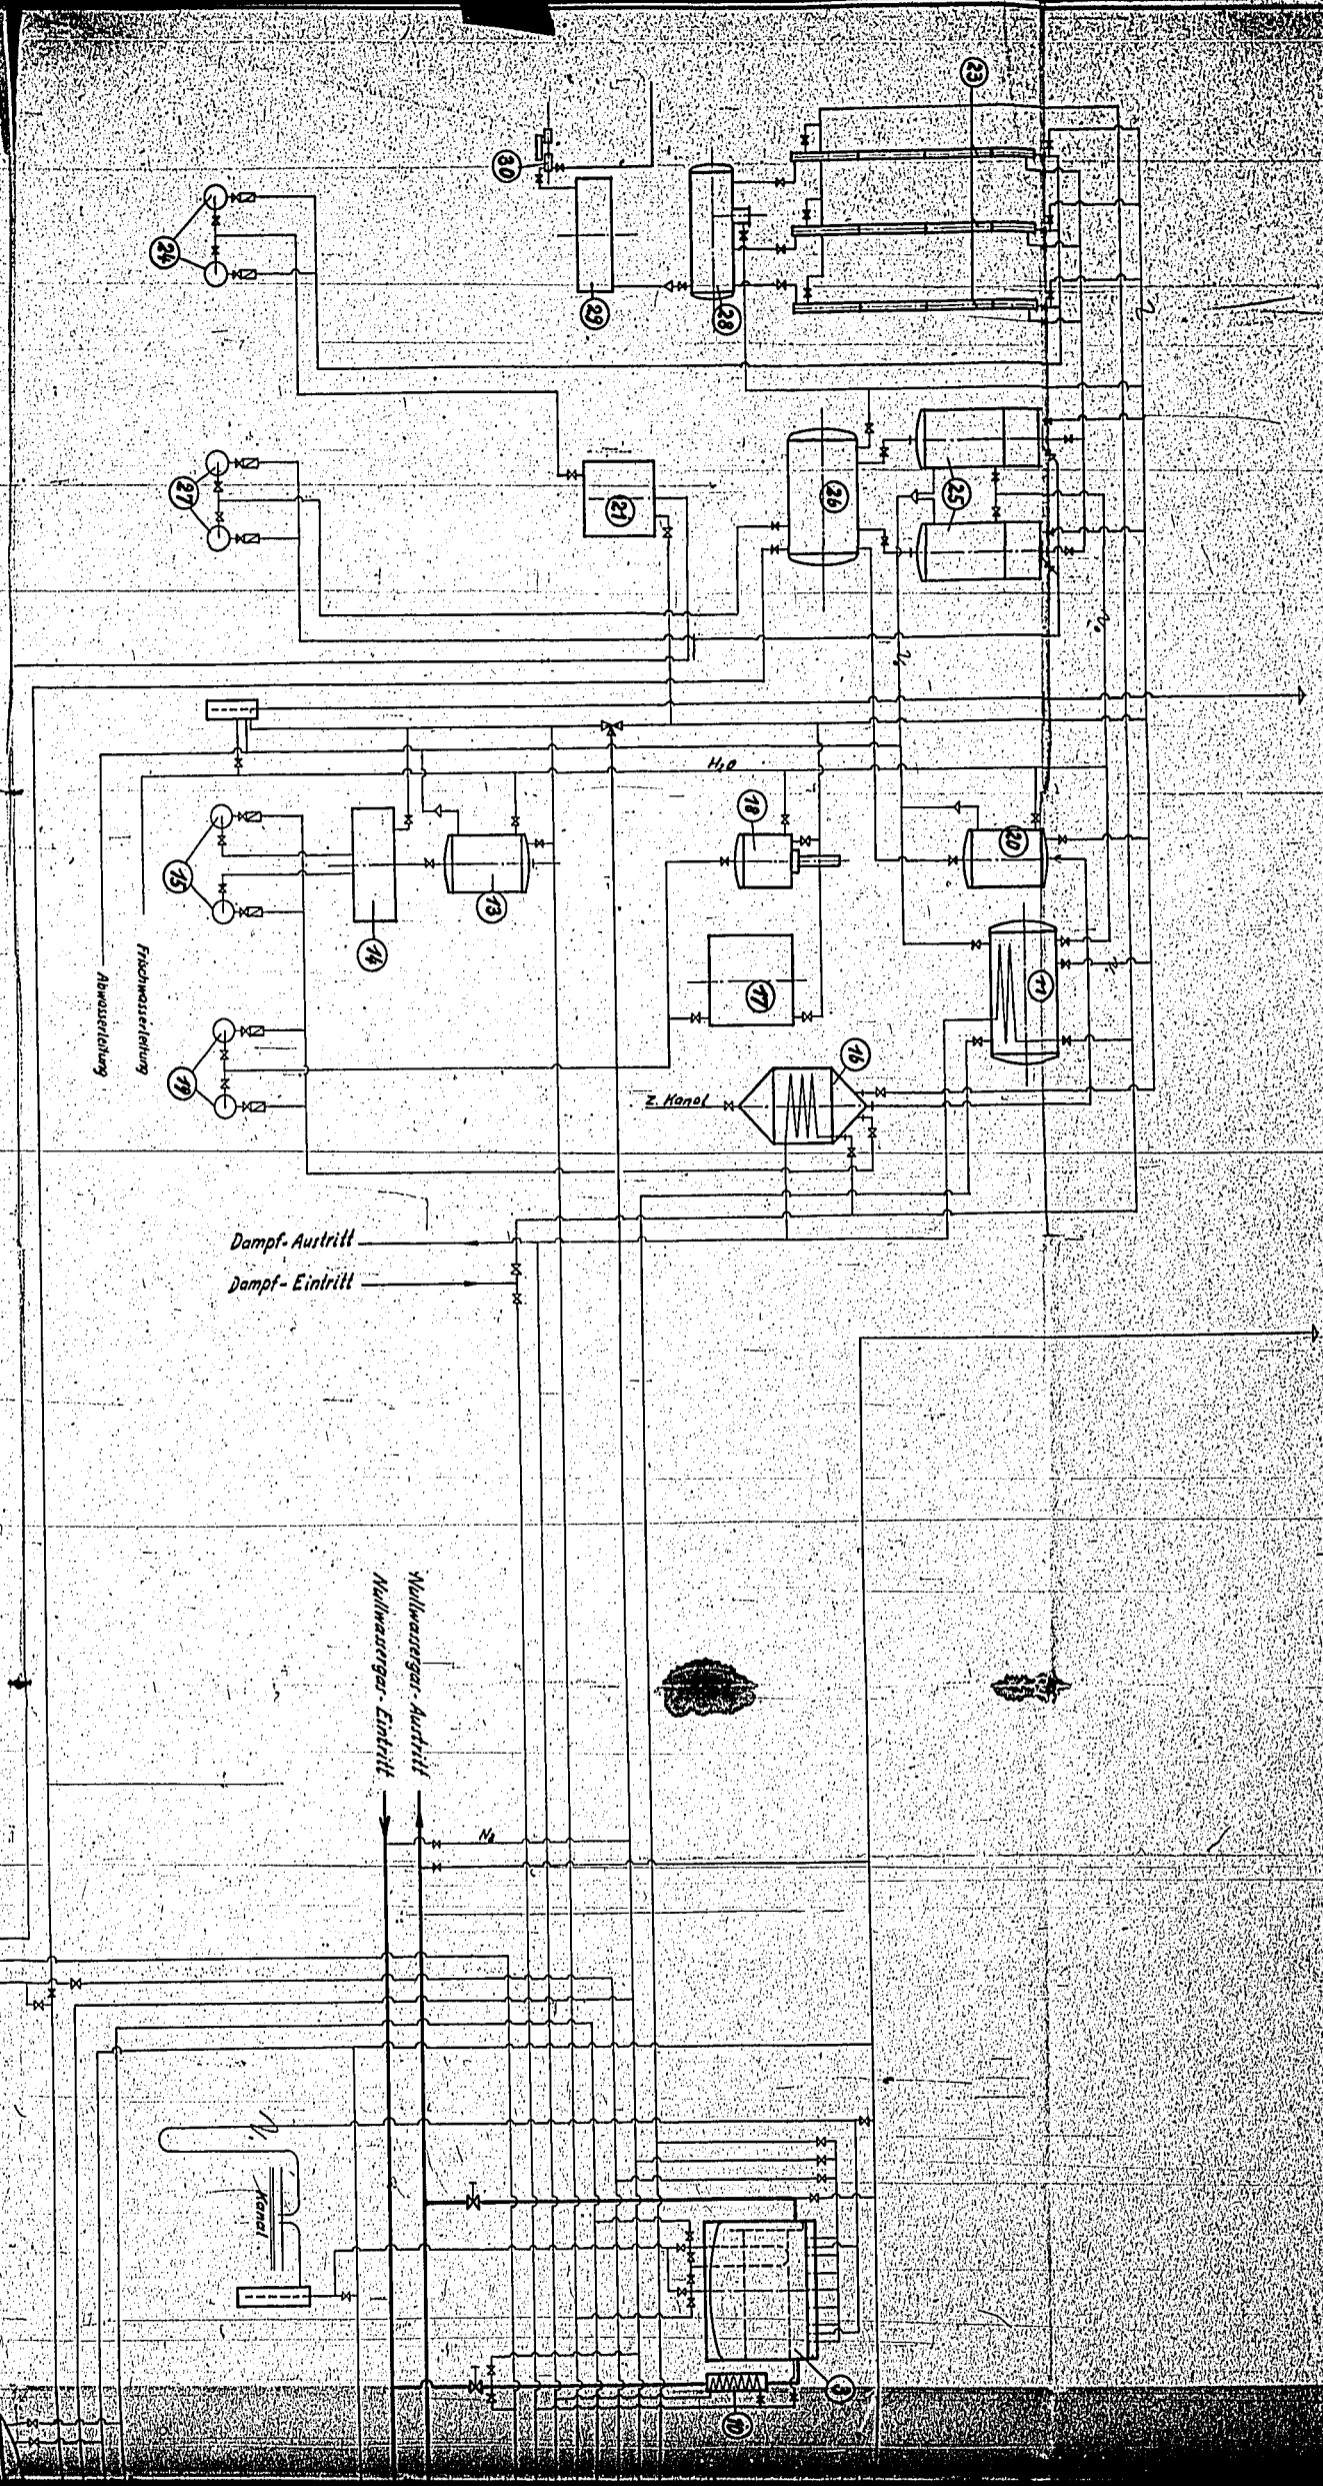 23
30
24
28
29
25
26
27
21
H₂O
18
20
15
13
14
11
17
Frischwasserleitung
Abwasserleitung
19
16
z. Kanal
Dampf-Austritt
Dampf-Eintritt
Nullwassergas-Austritt
Nullwassergas-Eintritt
N₂
Kanal
3
10